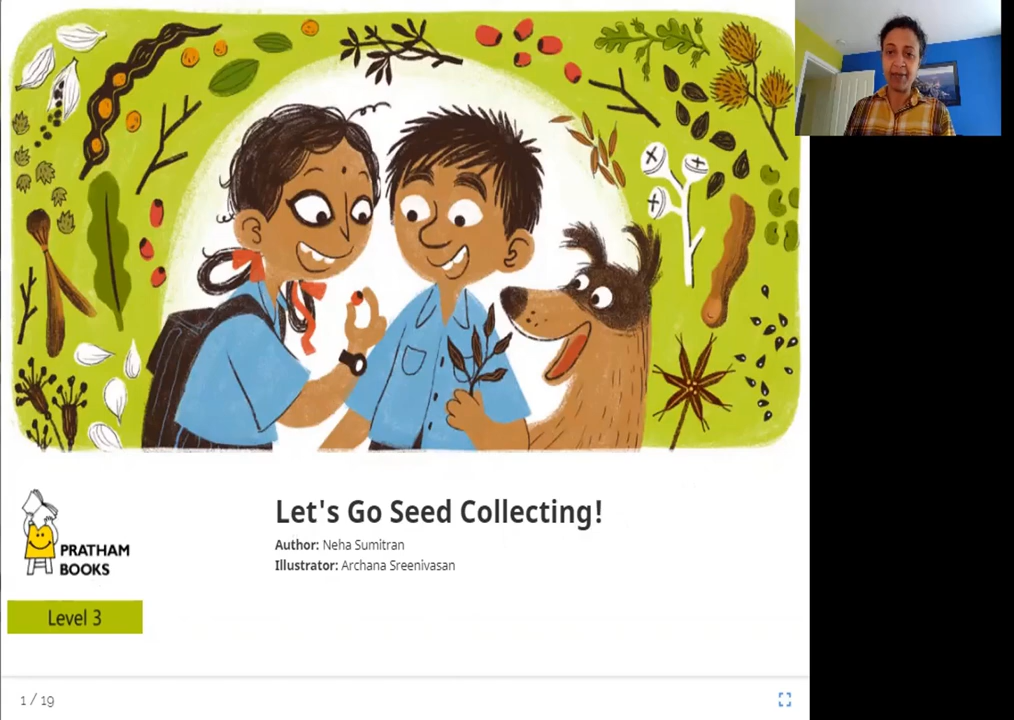 Let's Go Seed Collecting!
Author: Neha Sumitran
Illustrator: Archana Sreenivasan
PRATHAM
BOOKS
Level 3
1 / 19